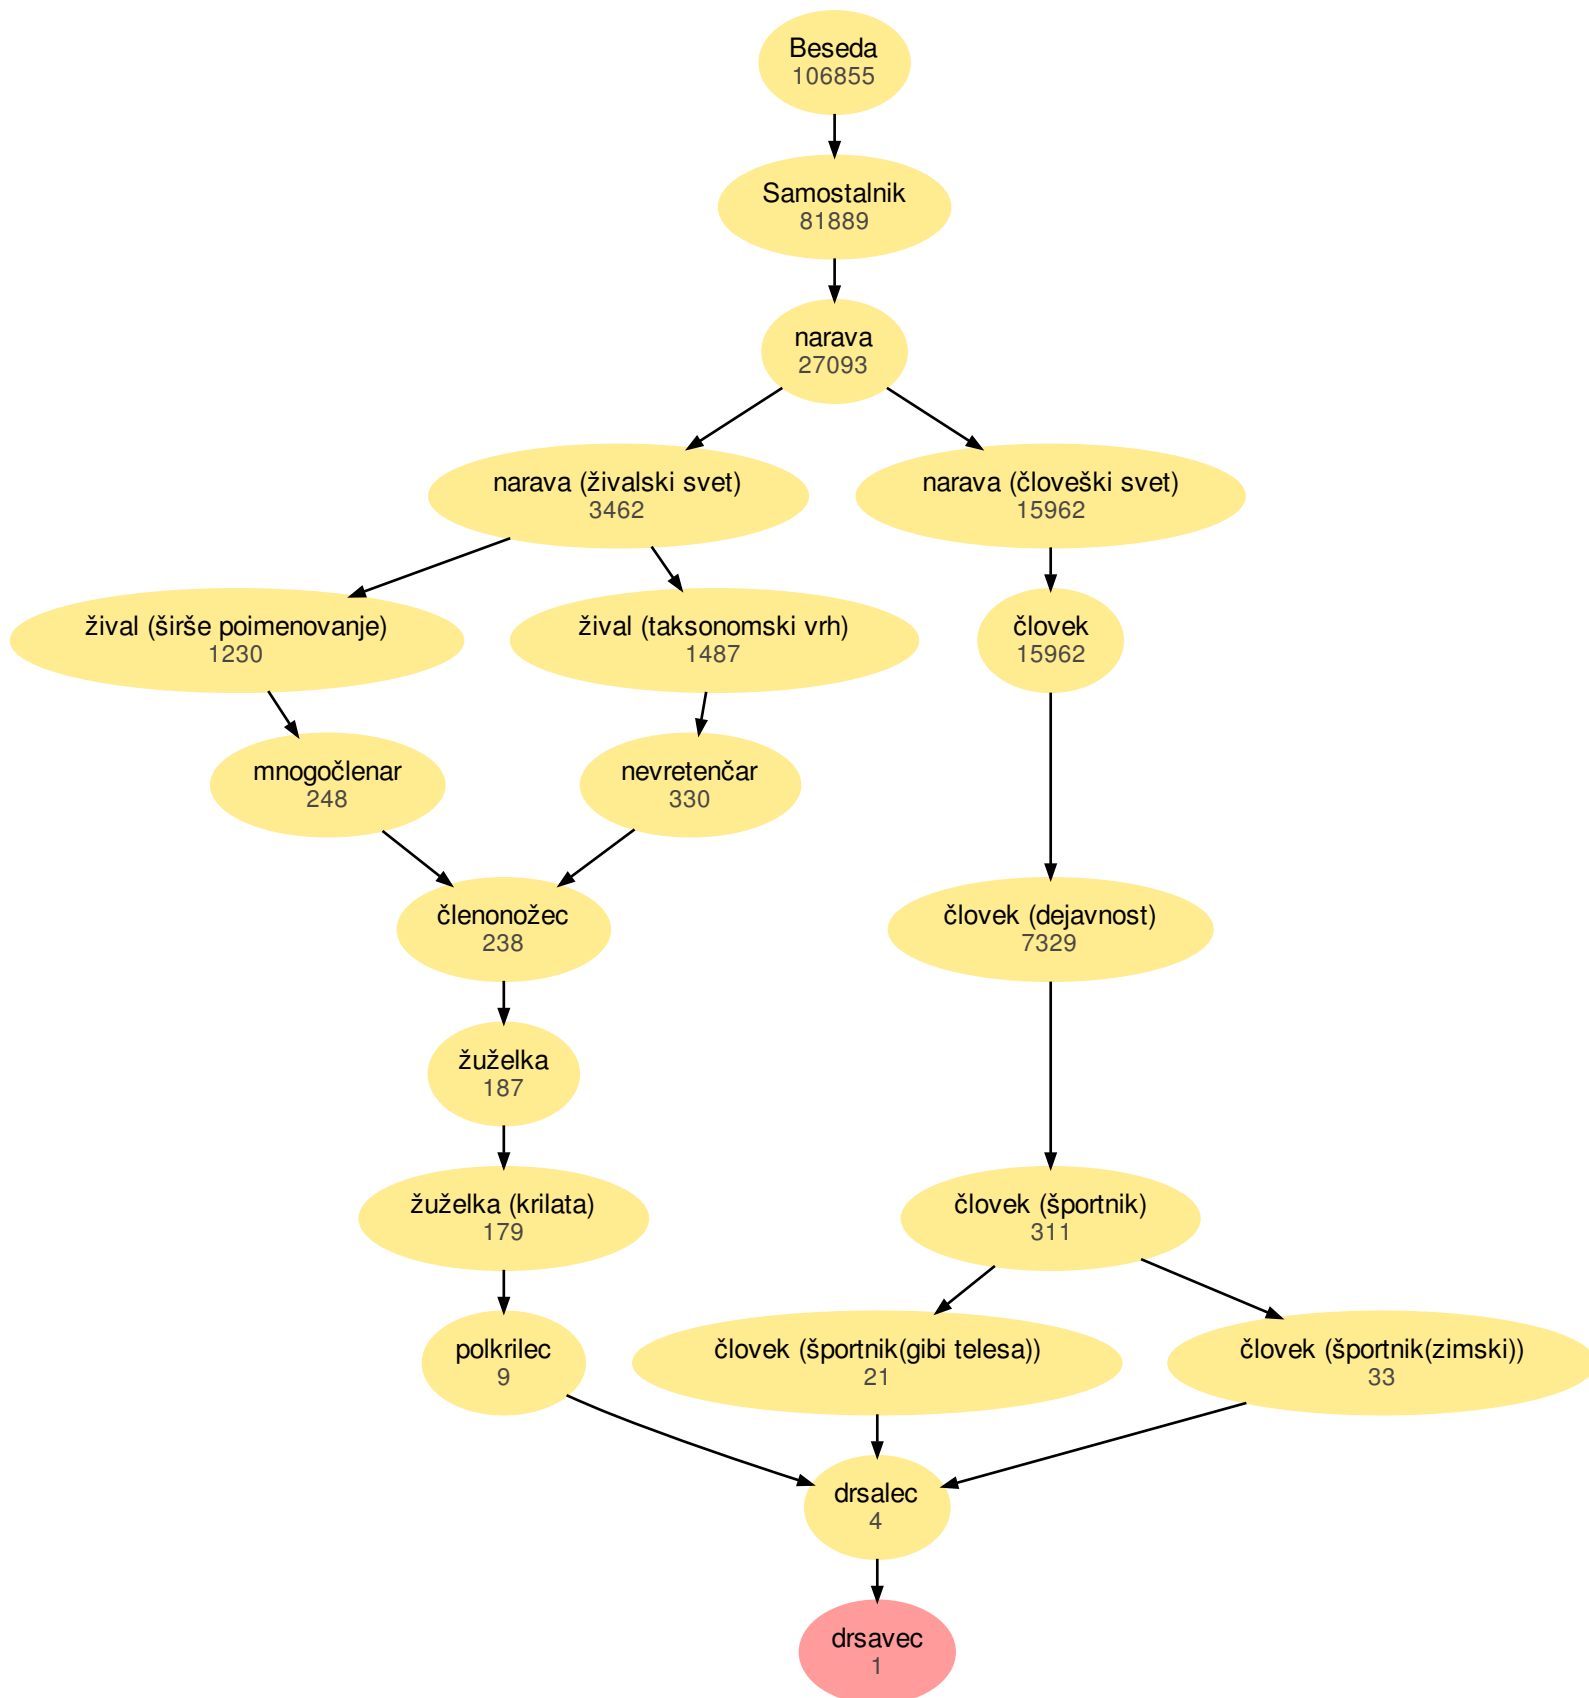 Beseda
106855
Samostalnik
81889
narava
27093
narava (živalski svet)
3462
narava (človeški svet)
15962
žival (širše poimenovanje)
1230
žival (taksonomski vrh)
1487
človek
15962
mnogočlenar
248
nevretenčar
330
členonožec
238
človek (dejavnost)
7329
žuželka
187
žuželka (krilata)
179
človek (športnik)
311
polkrilec
9
človek (športnik(gibi telesa))
21
človek (športnik(zimski))
33
drsalec
4
drsavec
1